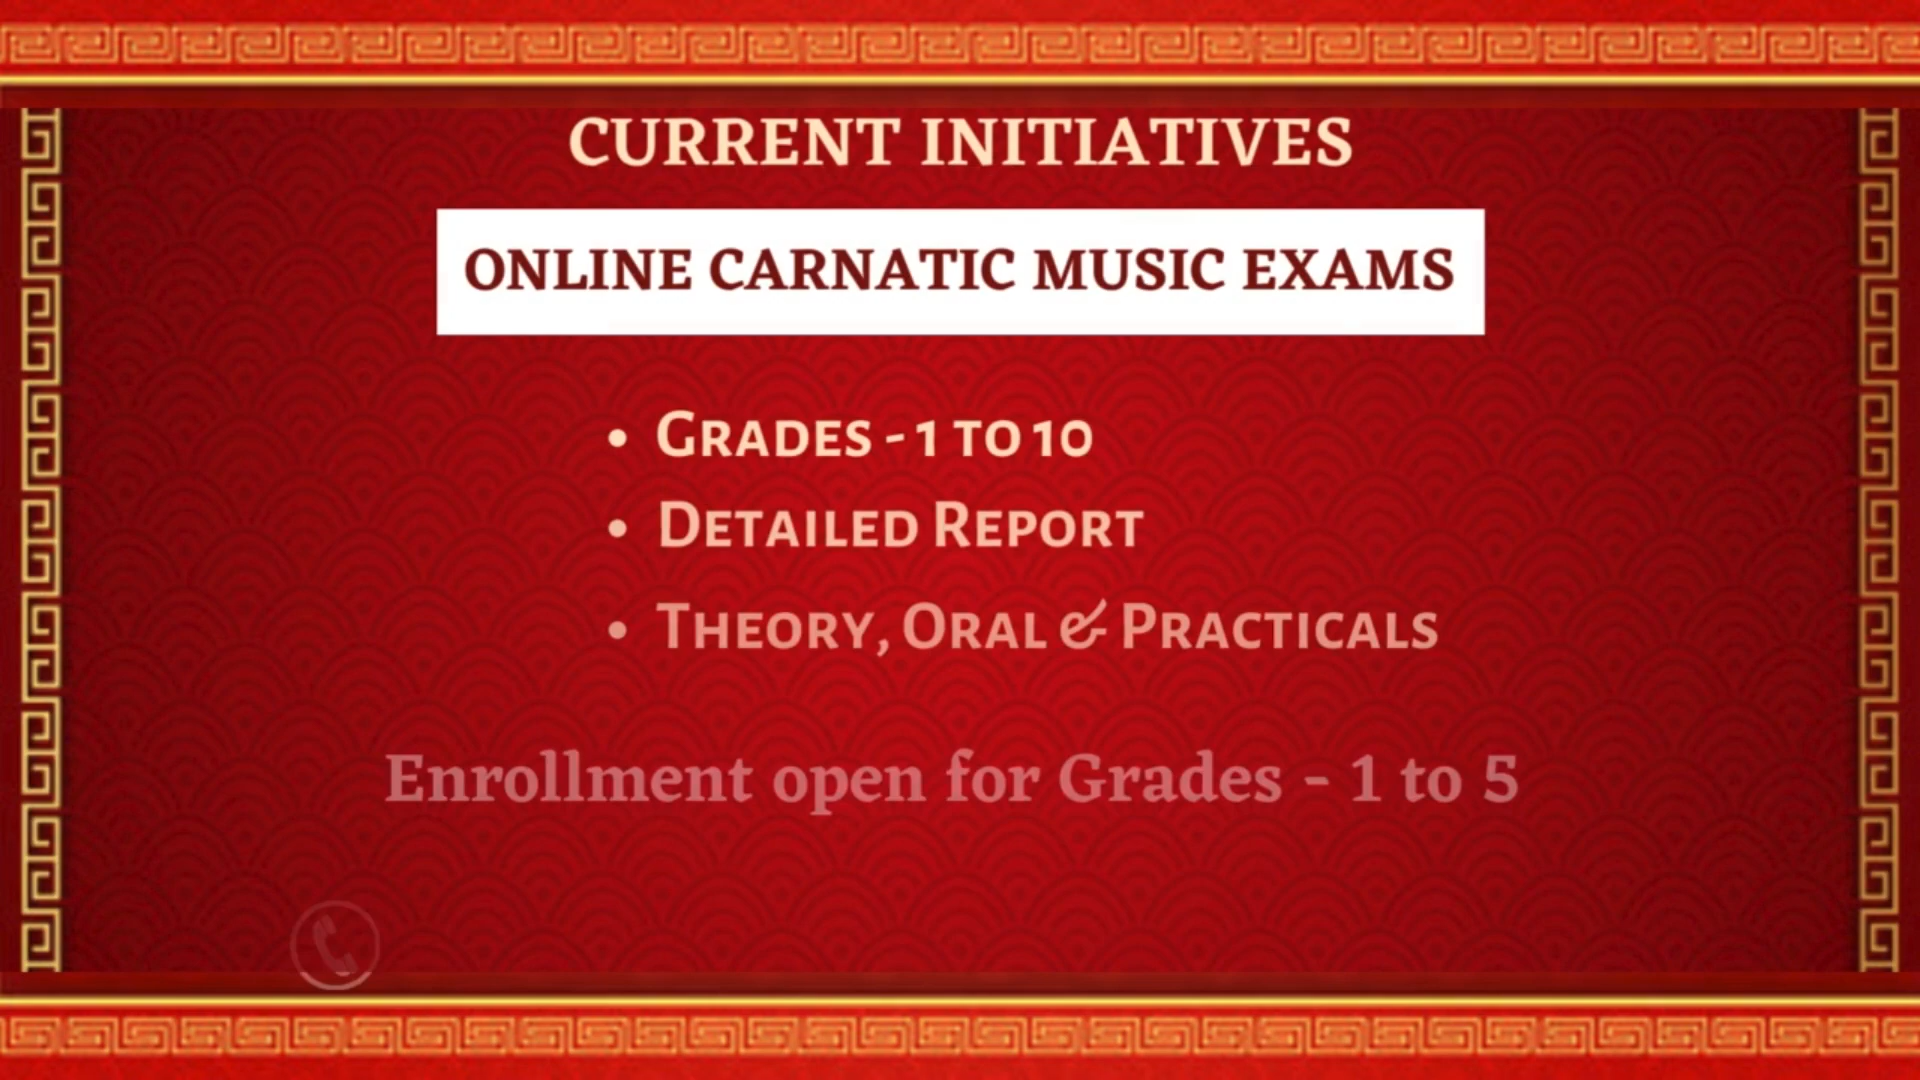 CURRENT INITIATIVES
ONLINE CARNATIC MUSIC EXAMS
• GRADES - 1 TO 10
• DETAILED REPORT
• THEORY, ORAL & PRACTICALS
Enrollment open for Grades - 1 to 5